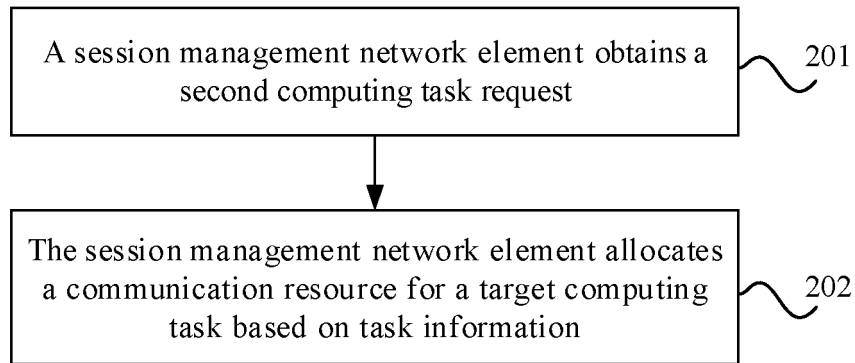 A session management network element obtains a
second computing task request
201
The session management network element allocates
a communication resource for a target computing
task based on task information
202